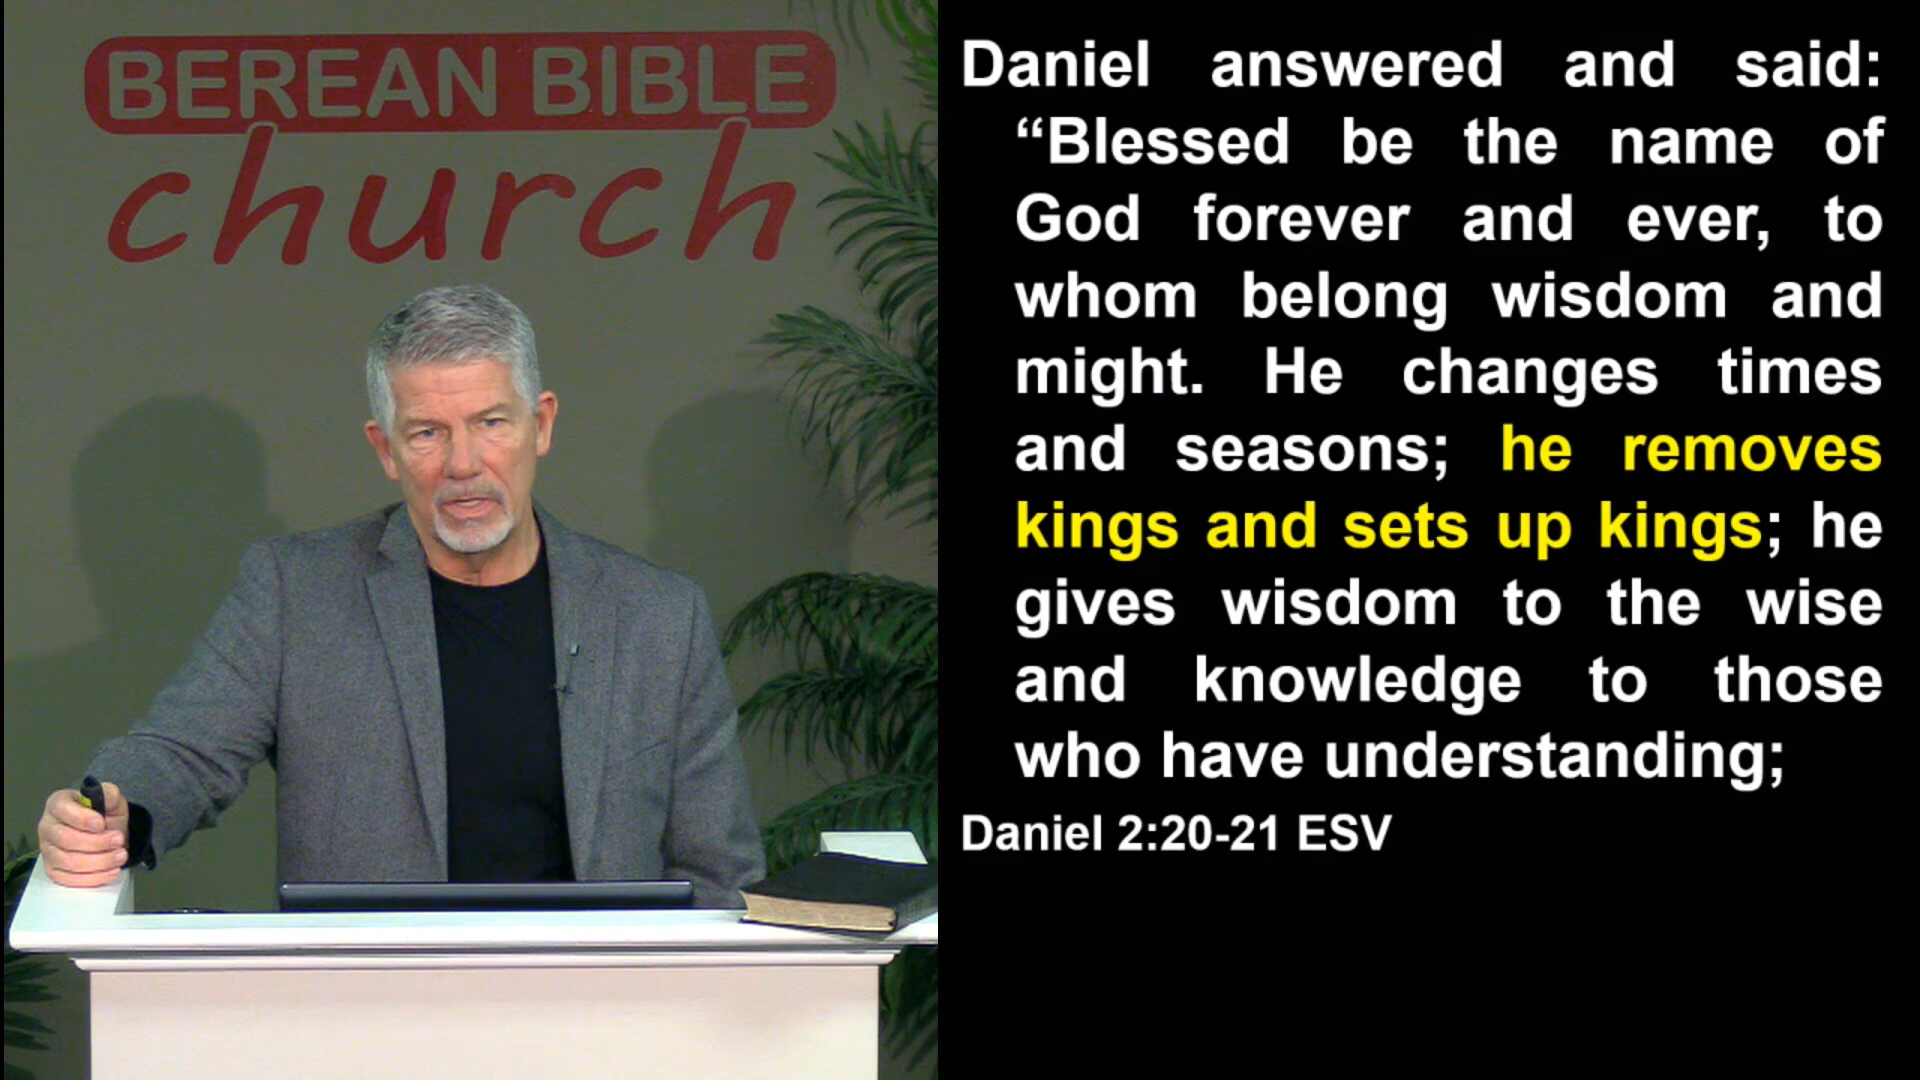 BEREAN BIBLE
church
Daniel answered and said:
“Blessed be the name of
God forever and ever, to
whom belong wisdom and
might. He changes times
and seasons; he removes
kings and sets up kings; he
gives wisdom to the wise
and knowledge to those
who have understanding;
Daniel 2:20-21 ESV